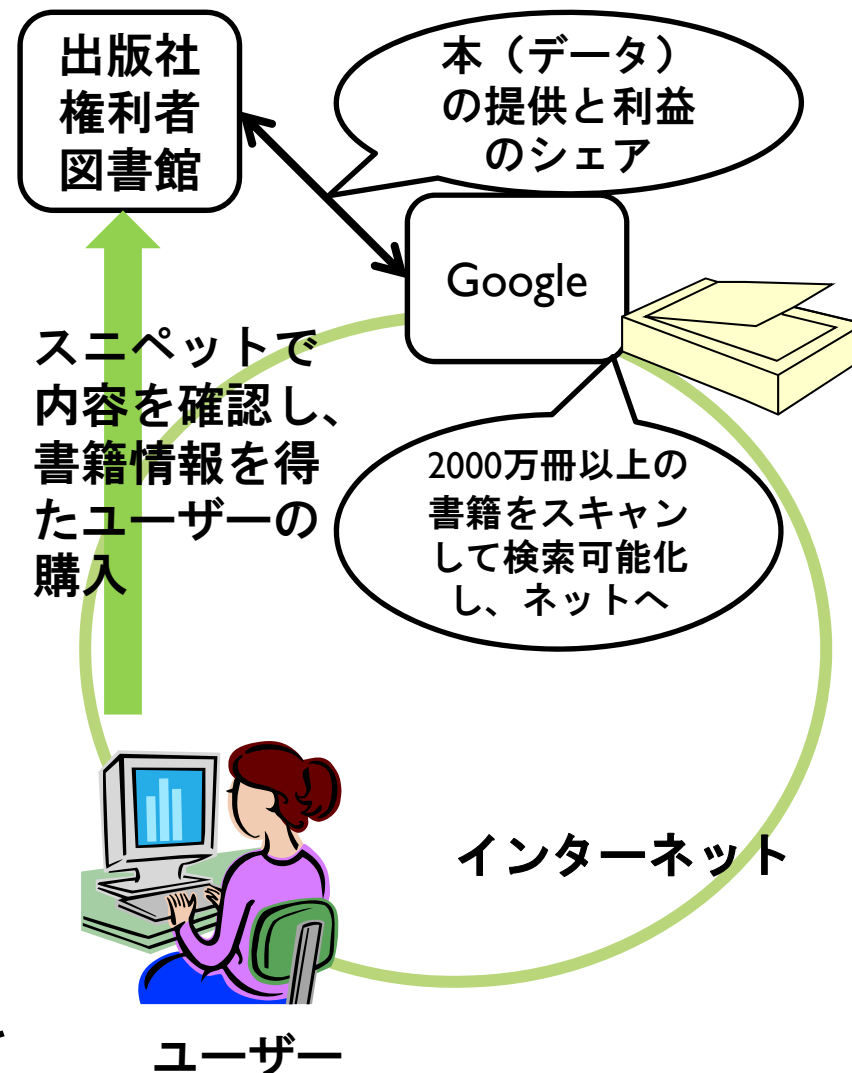 出版社
権利者
図書館
本（データ）
の提供と利益
のシェア
Google
スニペットで
内容を確認し、
書籍情報を得
たユーザーの
購入
2000万冊以上の
書籍をスキャン
して検索可能化
し、ネットへ
インターネット
ユーザー